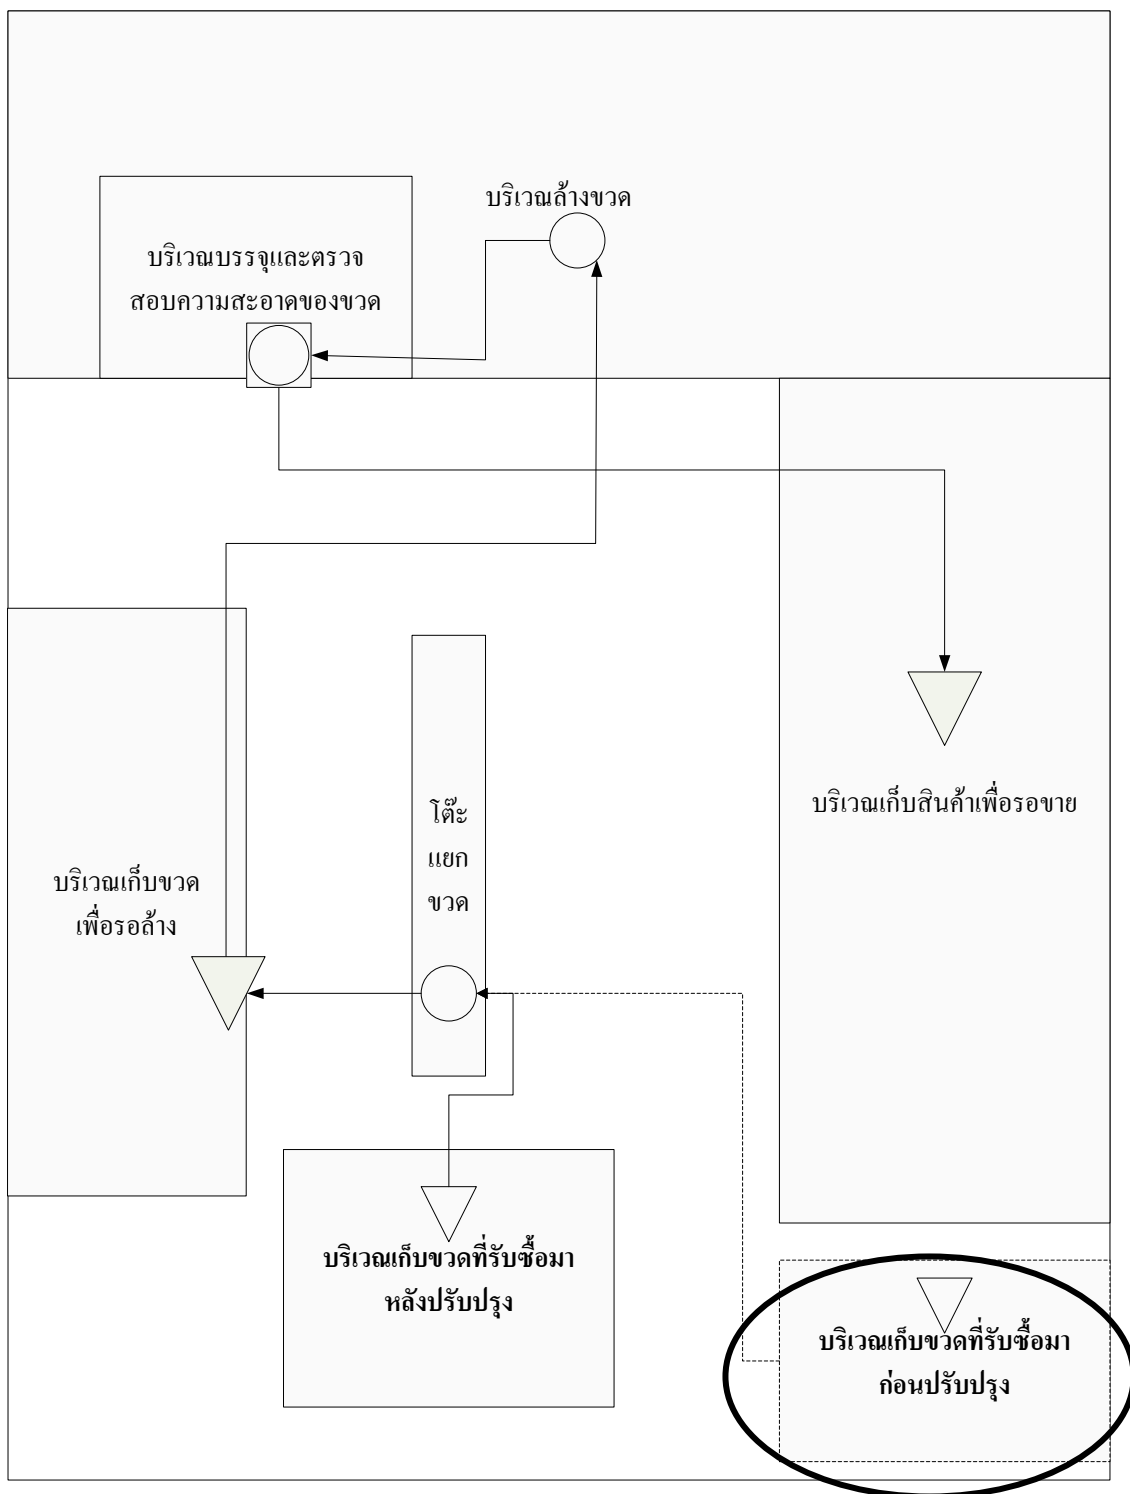 บริเวณล้างขวด
บริเวณบรรจุและตรวจ
สอบความสะอาดของขวด
บริเวณเก็บสินค้าเพื่อรอขาย
โต๊ะ
แยก
ขวด
บริเวณเก็บขวด
เพื่อรอล้าง
บริเวณเก็บขวดที่รับซื้อมา
หลังปรับปรุง
บริเวณเก็บขวดที่รับซื้อมา
ก่อนปรับปรุง